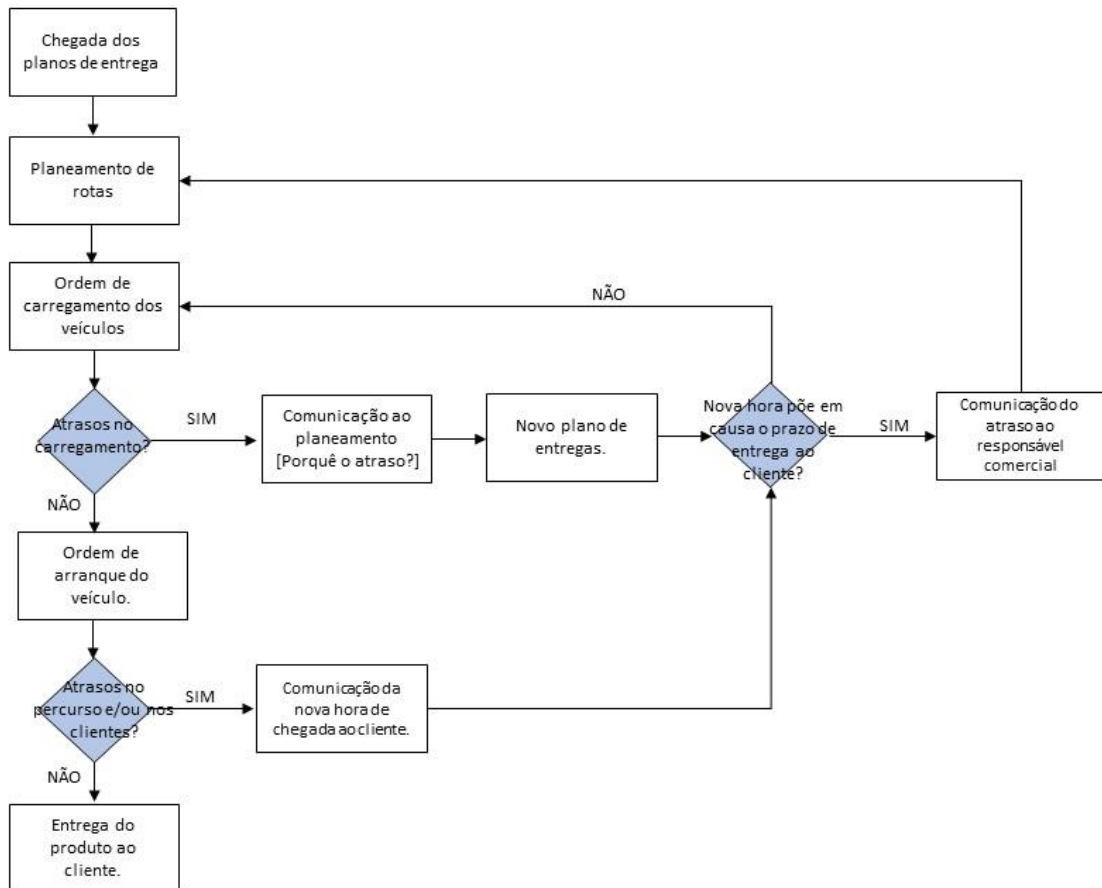 Chegada dos
planos de entrega
Planeamento de
rotas
Ordem de
carregamento dos
veículos
NÃO
Atrasos no
carregamento?
SIM
Comunicação ao
planeamento
[Porquê o atraso?]
Novo plano de
entregas.
Nova hora põe em
causa o prazo de
entrega ao
cliente?
SIM
Comunicação do
atraso ao
responsável
comercial
NÃO
Ordem de
arranque do
veículo.
Atrasos no
percurso e/ou nos
clientes?
SIM
Comunicação da
nova hora de
chegada ao cliente.
NÃO
Entrega do
produto ao
cliente.